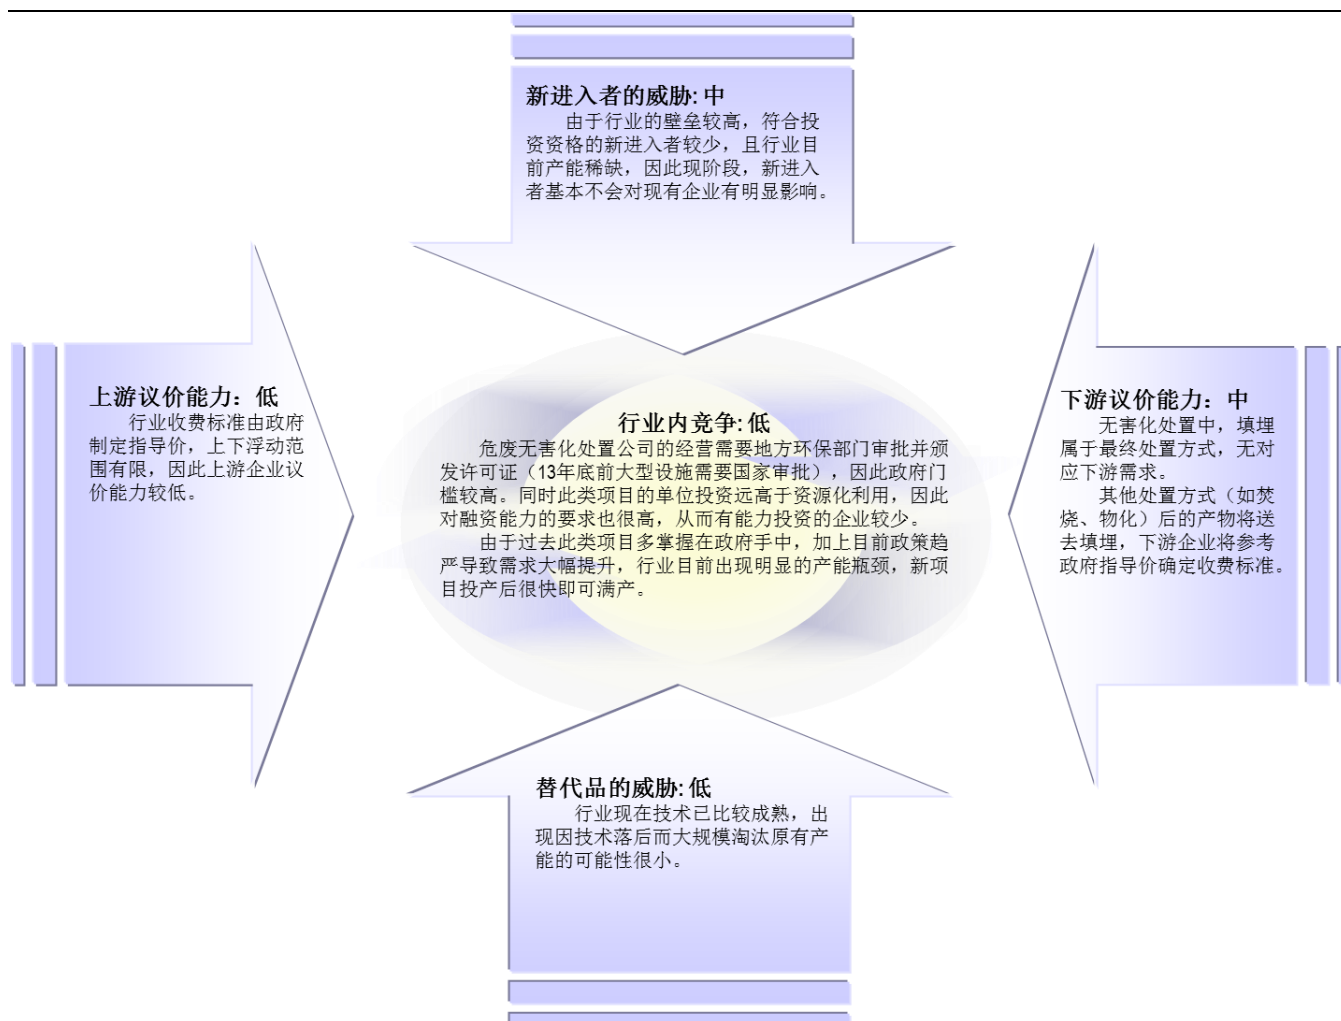 新进入者的威胁: 中
由于行业的壁垒较高，符合投
资资格的新进入者较少，且行业目
前产能稀缺，因此现阶段，新进入
者基本不会对现有企业有明显影响。
上游议价能力：低
行业收费标准由政府
制定指导价，上下浮动范
围有限，因此上游企业议
价能力较低。
行业内竞争: 低
危废无害化处置公司的经营需要地方环保部门审批并颁
发许可证（13年底前大型设施需要国家审批），因此政府门
槛较高。同时此类项目的单位投资远高于资源化利用，因此
对融资能力的要求也很高，从而有能力投资的企业较少。
由于过去此类项目多掌握在政府手中，加上目前政策趋
严导致需求大幅提升，行业目前出现明显的产能瓶颈，新项
目投产后很快即可满产。
下游议价能力：中
无害化处置中，填埋
属于最终处置方式，无对
应下游需求。
其他处置方式（如焚
烧、物化）后的产物将送
去填埋，下游企业将参考
政府指导价确定收费标准。
替代品的威胁: 低
行业现在技术已比较成熟，出
现因技术落后而大规模淘汰原有产
能的可能性很小。